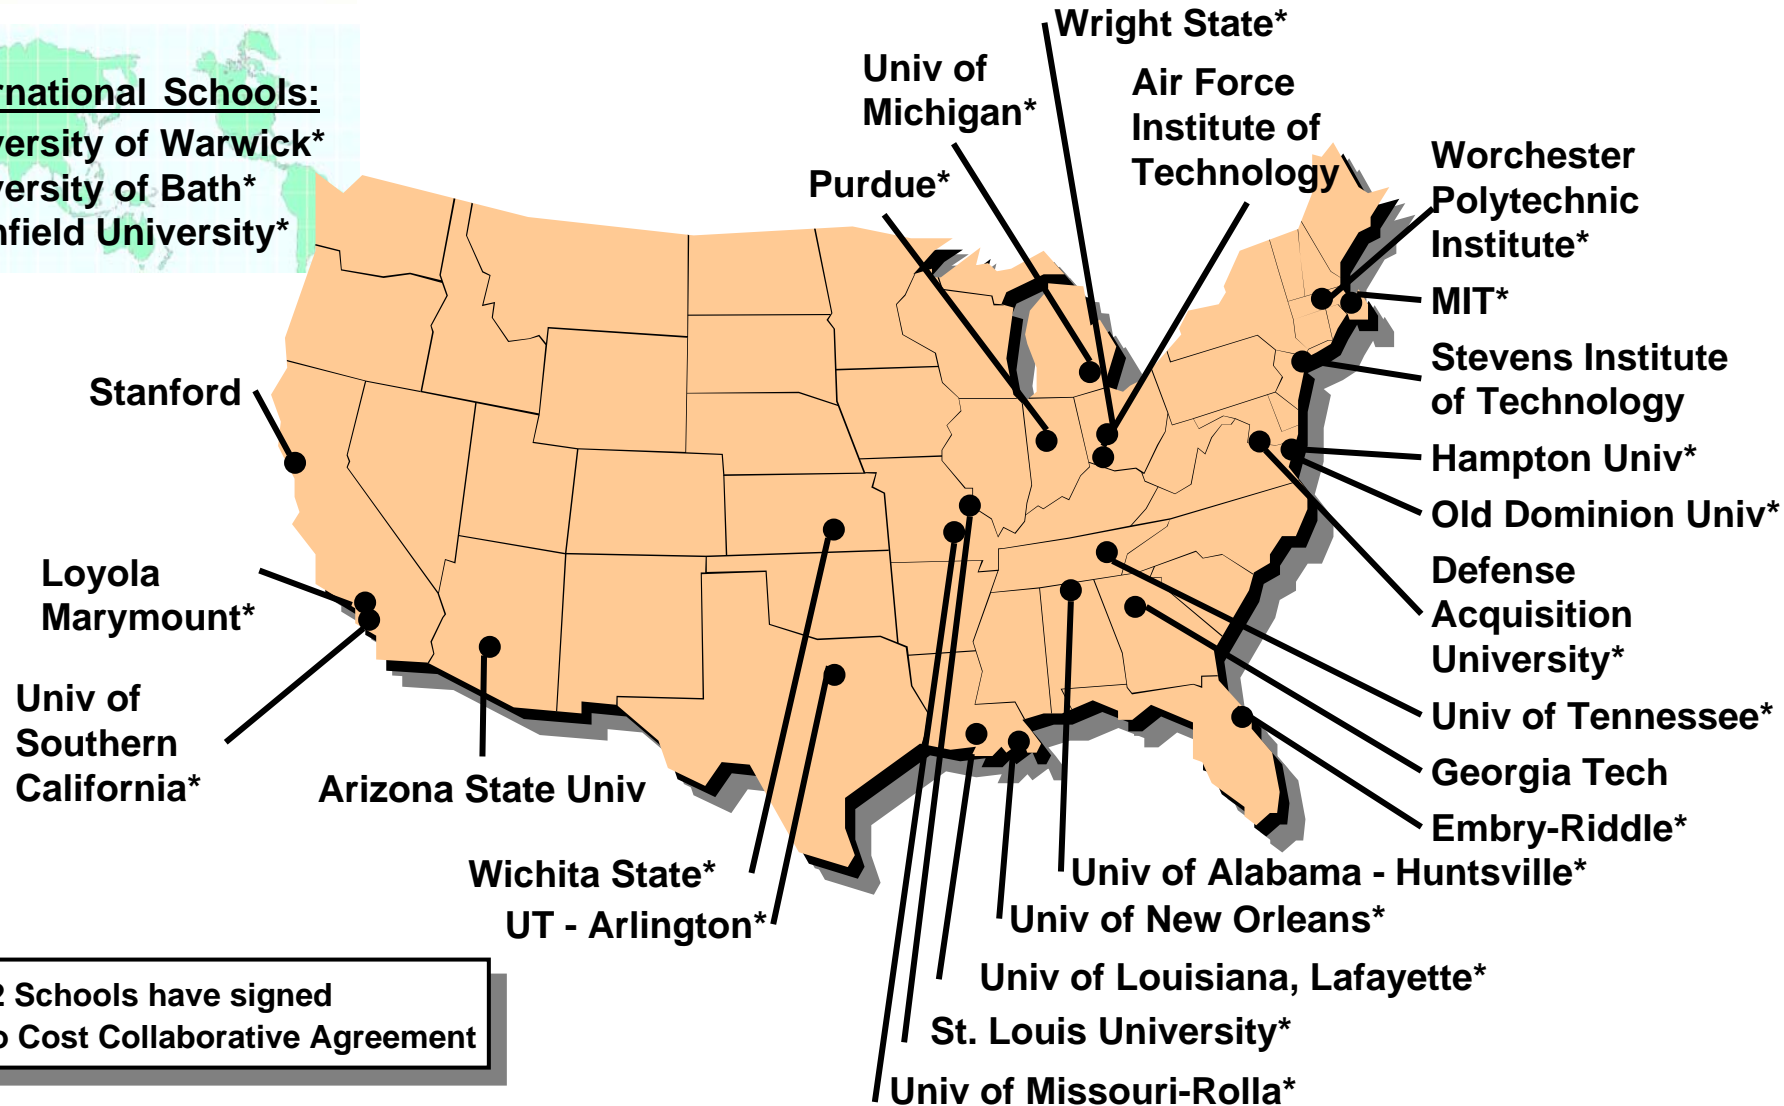 Wright State*
Univ of
Michigan*
Air Force
Institute of
Technology
rnational Schools:
versity of Warwick*
versity of Bath*
nfield University*
Purdue*
Worchester
Polytechnic
Institute*
MIT*
Stevens Institute
of Technology
Stanford
Hampton Univ*
Old Dominion Univ*
Loyola
Marymount*
Defense
Acquisition
University*
Univ of
Southern
California*
Arizona State Univ
Univ of Tennessee*
Georgia Tech
Embry-Riddle*
Wichita State*
UT - Arlington*
Univ of Alabama - Huntsville*
Univ of New Orleans*
Univ of Louisiana, Lafayette*
St. Louis University*
Univ of Missouri-Rolla*
2 Schools have signed
o Cost Collaborative Agreement